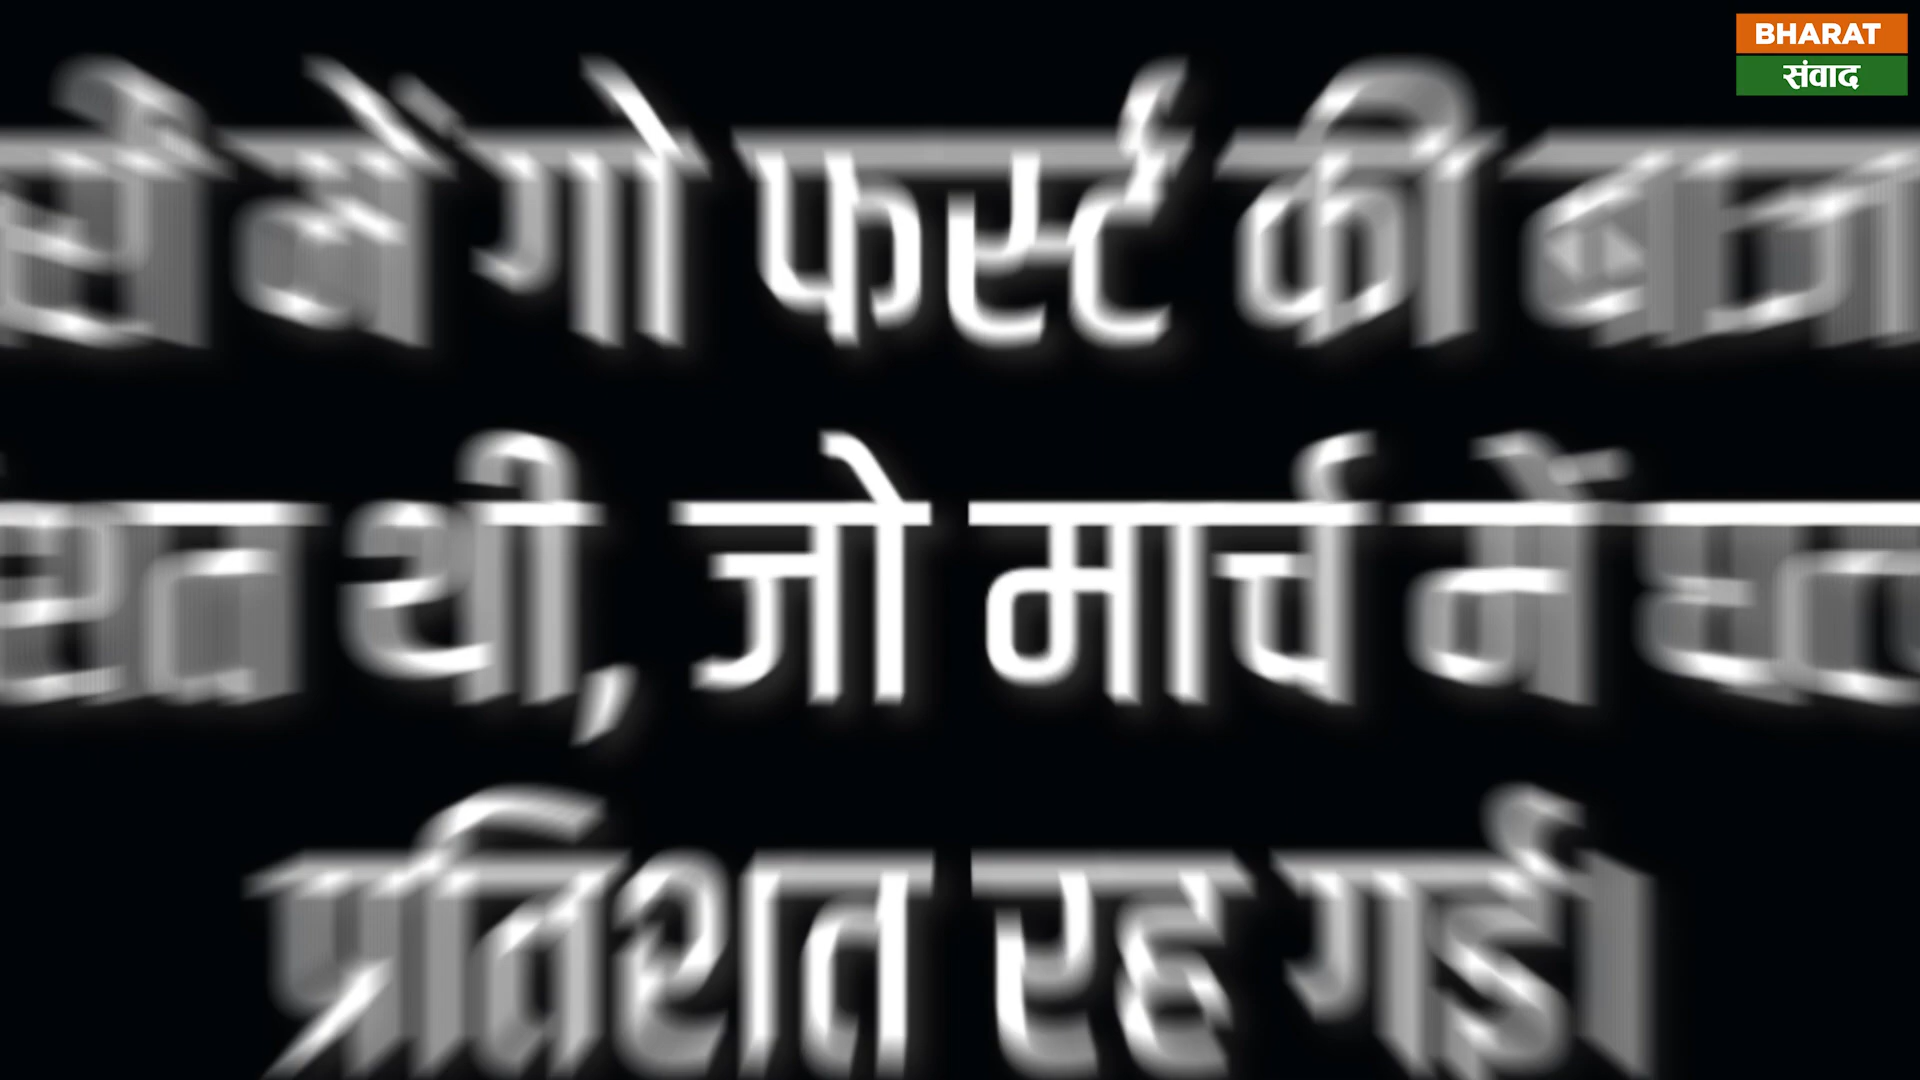 BHARAT
संवाद
में गो फर्स्ट की
थी, जो मार्च में
प्रतिशत रह गई।